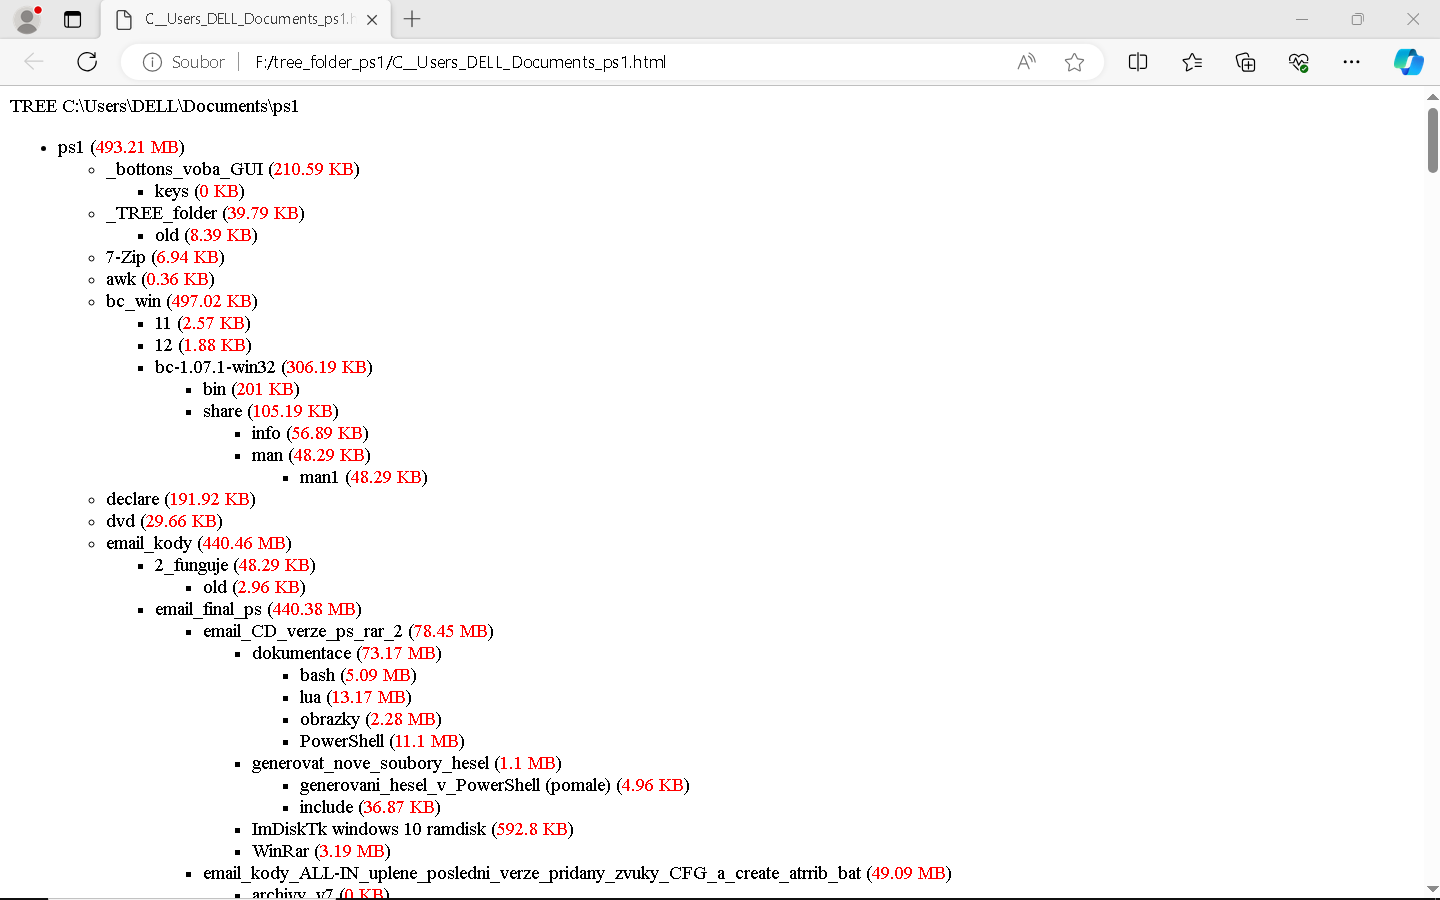 C__Users_DELL_Documents_ps1.h
Soubor
F:/tree_folder_ps1/C__Users_DELL_Documents_ps1.html
TREE C:\Users\DELL\Documents\ps1
ps1 (493.21 MB)
_bottons_voba_GUI (210.59 KB)
keys (0 KB)
_TREE_folder (39.79 KB)
old (8.39 KB)
7-Zip (6.94 KB)
awk (0.36 KB)
bc_win (497.02 KB)
11 (2.57 KB)
12 (1.88 KB)
bc-1.07.1-win32 (306.19 KB)
bin (201 KB)
share (105.19 KB)
info (56.89 KB)
man (48.29 KB)
man1 (48.29 KB)
declare (191.92 KB)
dvd (29.66 KB)
email_kody (440.46 MB)
2_funguje (48.29 KB)
old (2.96 KB)
email_final_ps (440.38 MB)
email_CD_verze_ps_rar_2 (78.45 MB)
dokumentace (73.17 MB)
bash (5.09 MB)
lua (13.17 MB)
obrazky (2.28 MB)
PowerShell (11.1 MB)
generovat_nove_soubory_hesel (1.1 MB)
generovani_hesel_v_PowerShell (pomale) (4.96 KB)
include (36.87 KB)
ImDiskTk windows 10 ramdisk (592.8 KB)
WinRar (3.19 MB)
email_kody_ALL-IN_uplene_posledni_verze_pridany_zvuky_CFG_a_create_atrrib_bat (49.09 MB)
archivy_v7 (0 KB)